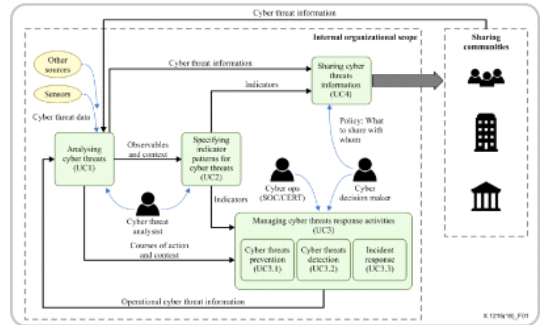 Cyber threat information
Internal organizational scope
Sharing
communities
Other
sources
Sensors
Cyber threat data
Cyber threat information
Sharing cyber
threats
information
(UC4)
Indicators
Policy: What
to share with
whom
Analysing
cyber threats
(UC1)
Observables
and context
Specifying
indicator
patterns for
cyber threats
(UC2)
Cyber threat
analyist
Indicators
Cyber ops
(SOC/CERT)
Cyber
decision maker
Courses of action
and context
Managing cyber threats response activities
(UC3)
Cyber threats
prevention
(UC3.1)
Cyber threats
detection
(UC3.2)
Incident
response
(UC3.3)
Operational cyber threat information
X.1215(19)_F01